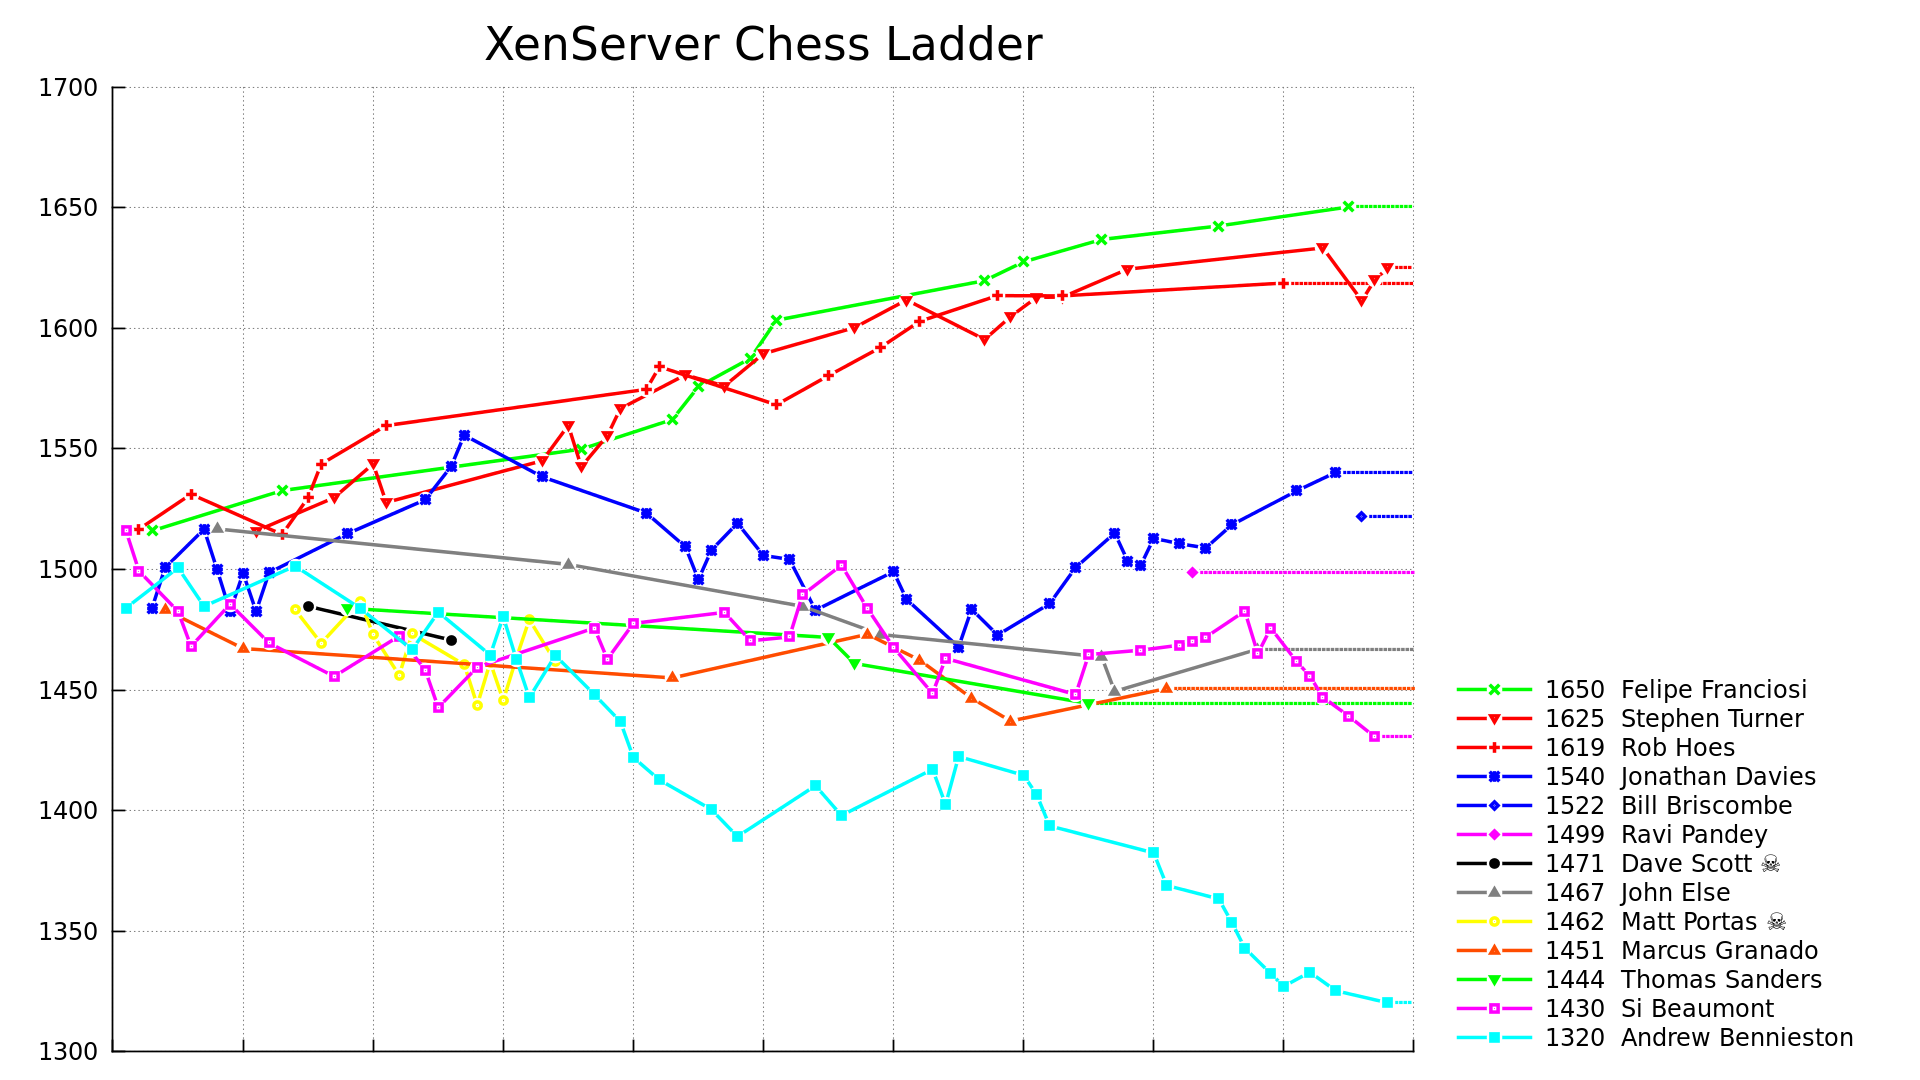 XenServer Chess Ladder
1700
1650
1600
1550
1500
1450
1400
1350
1300
1650 Felipe Franciosi
1625 Stephen Turner
1619 Rob Hoes
1540 Jonathan Davies
1522 Bill Briscombe
1499 Ravi Pandey
1471 Dave Scott ☠
1467 John Else
1462 Matt Portas ☠
1451 Marcus Granado
1444 Thomas Sanders
1430 Si Beaumont
1320 Andrew Bennieston